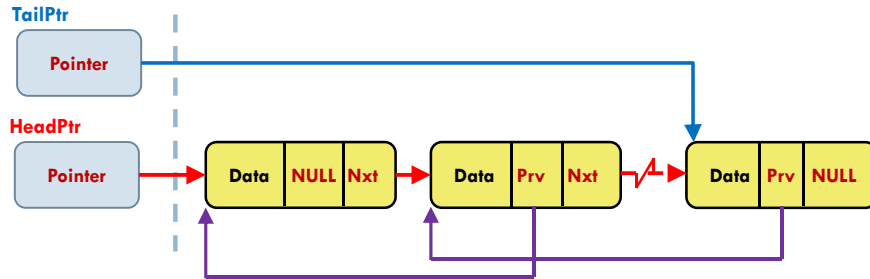 TailPtr
Pointer
HeadPtr
Pointer
Data NULL Nxt
Data Prv Nxt
Data Prv NULL